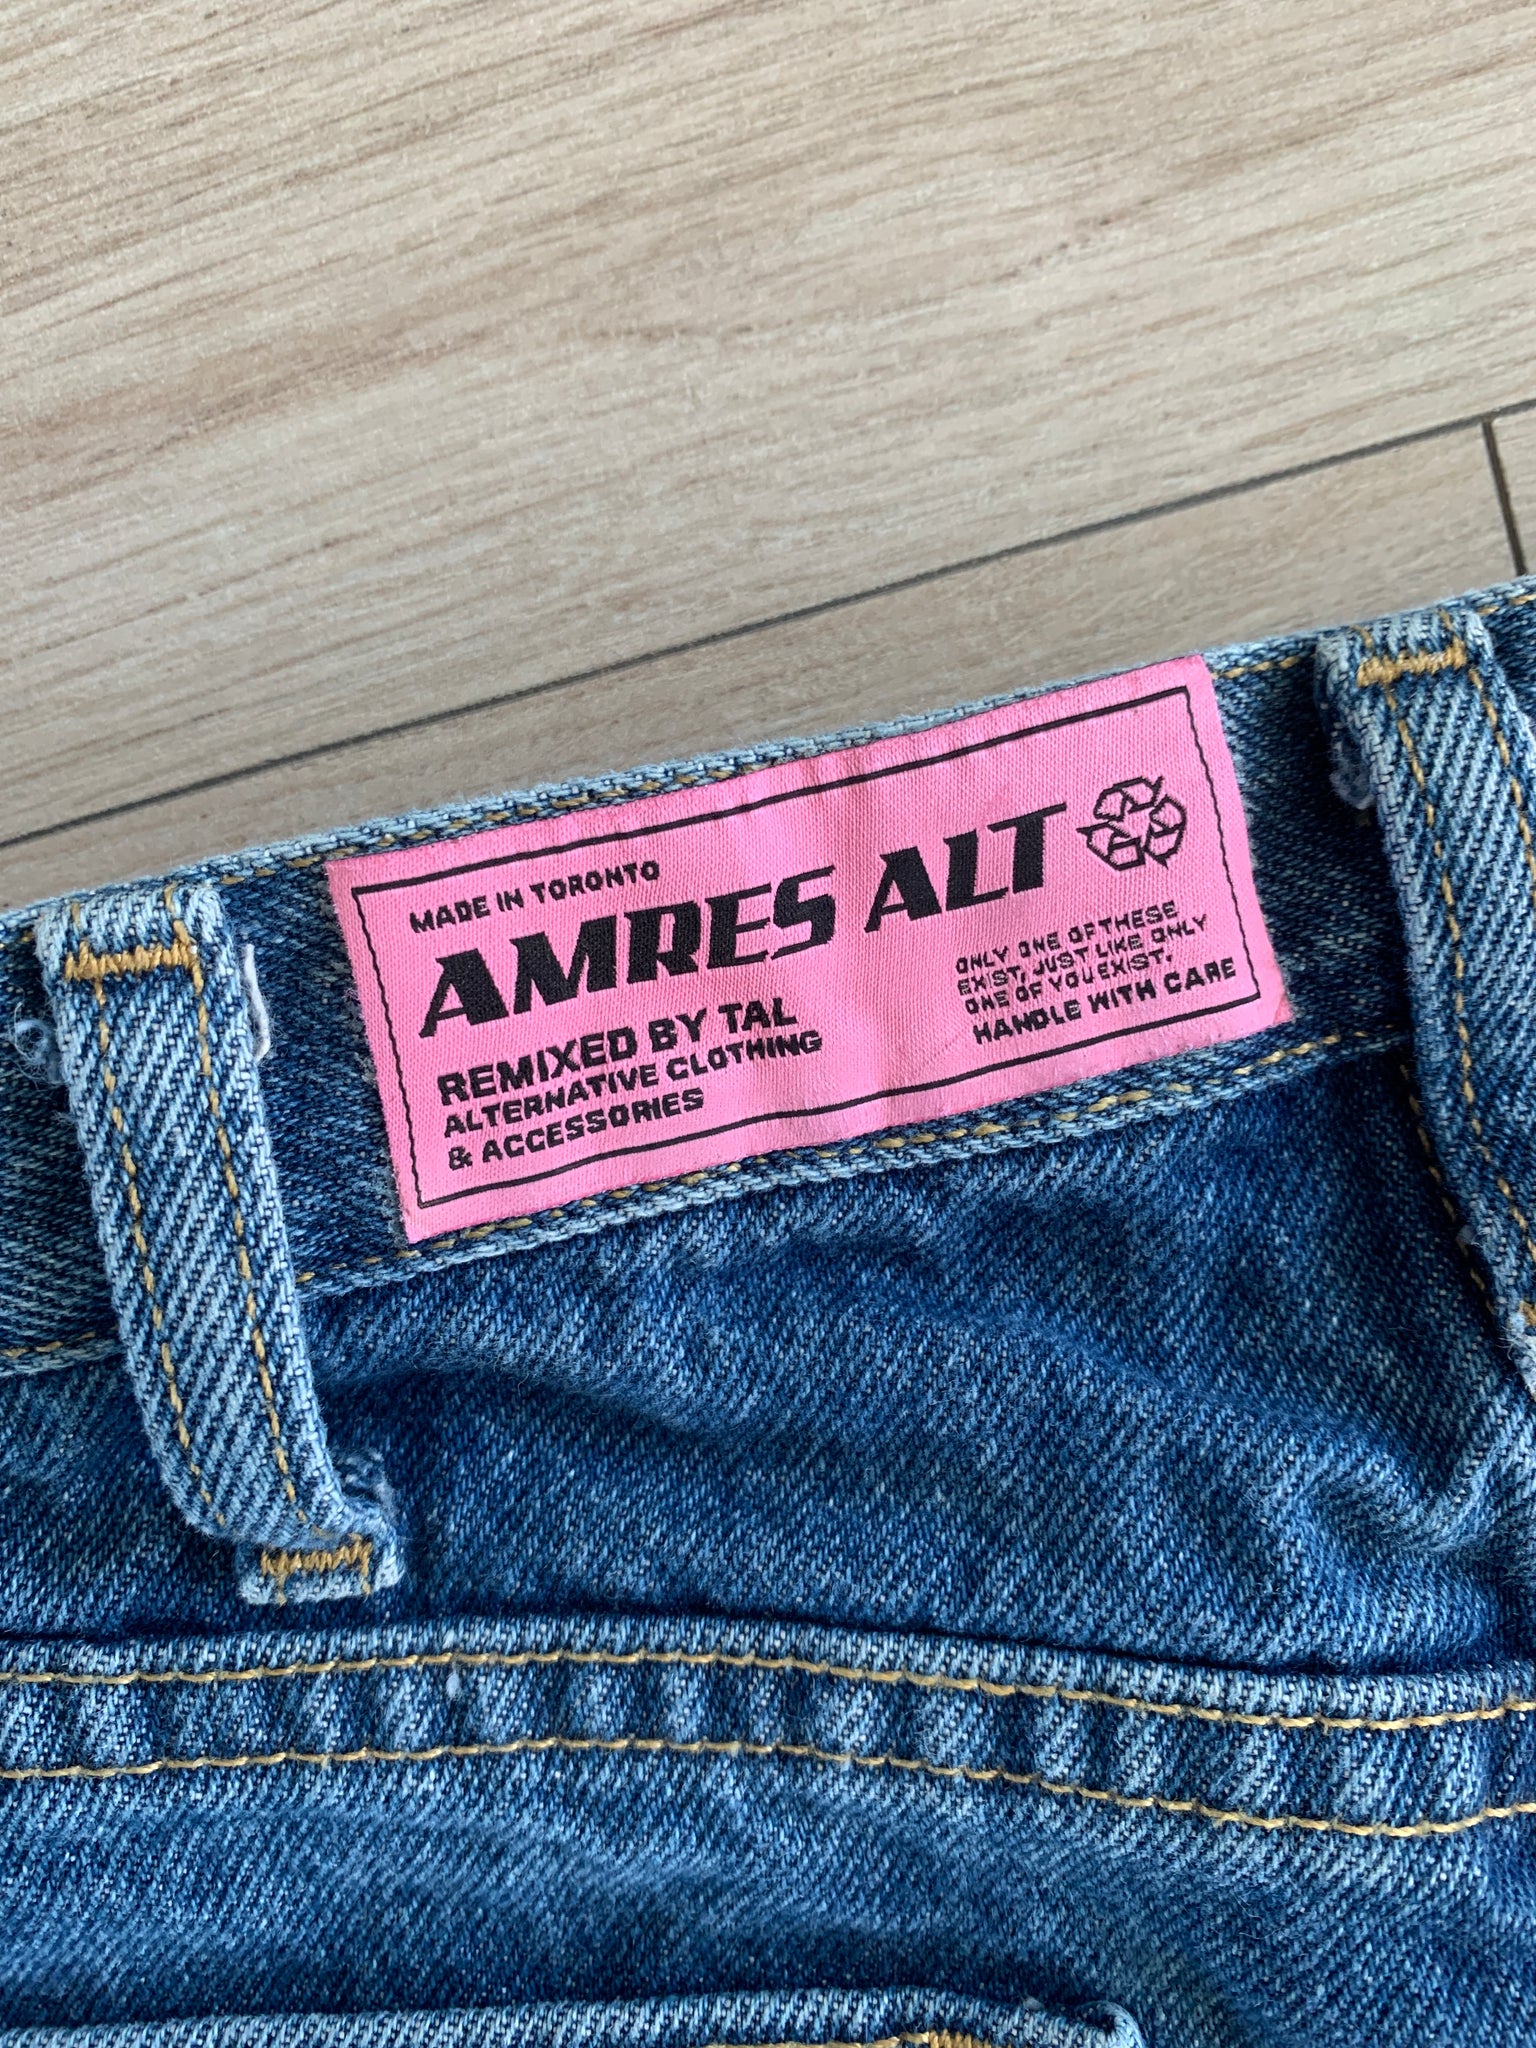 MADE IN TORONTO
AMRES ALT
REMIXED BY TAL
ALTERNATIVE CLOTHING
& ACCESSORIES
ONLY ONE OF THESE
EXIST, JUST LIKE ONLY
ONE OF YOU EXIST.
HANDLE WITH CARE